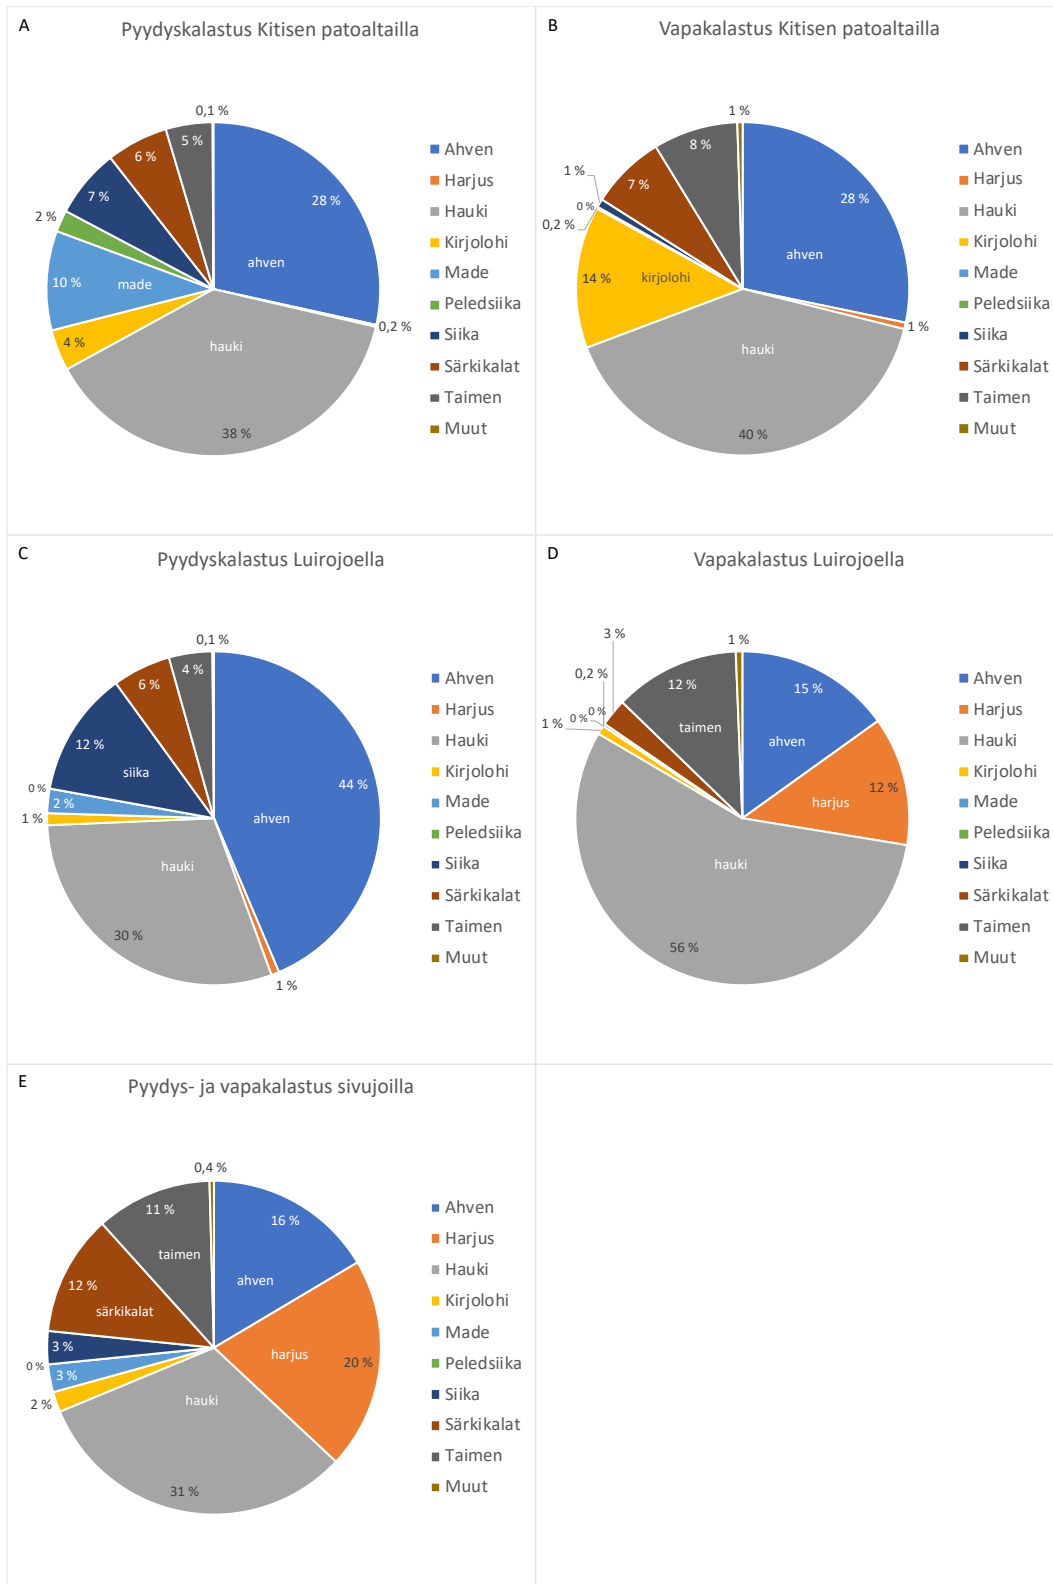 A
Pyydyskalastus Kitisen patoaltailla
0,1 %
5 %
6 %
7 %
2 %
10 %
made
4 %
28 %
ahven
0,2 %
hauki
38 %
Ahven
Harjus
Hauki
Kirjolohi
Made
Peledsiika
Siika
Särkikalat
Taimen
Muut
B
Vapakalastus Kitisen patoaltailla
1 %
8 %
7 %
1 %
0 %
0,2 %
14 %
kirjolohi
28 %
ahven
1 %
hauki
40 %
Ahven
Harjus
Hauki
Kirjolohi
Made
Peledsiika
Siika
Särkikalat
Taimen
Muut
C
Pyydyskalastus Luirojoella
0,1 %
4 %
6 %
12 %
siika
0 %
2 %
1 %
44 %
ahven
hauki
30 %
1 %
Ahven
Harjus
Hauki
Kirjolohi
Made
Peledsiika
Siika
Särkikalat
Taimen
Muut
D
Vapakalastus Luirojoella
1 %
3 %
0,2 %
0 %
0 %
1 %
12 %
taimen
15 %
ahven
12 %
harjus
hauki
56 %
Ahven
Harjus
Hauki
Kirjolohi
Made
Peledsiika
Siika
Särkikalat
Taimen
Muut
E
Pyydys- ja vapakalastus sivujoilla
0,4 %
11 %
taimen
16 %
ahven
12 %
särkikalat
3 %
0 %
3 %
2 %
harjus
20 %
hauki
31 %
Ahven
Harjus
Hauki
Kirjolohi
Made
Peledsiika
Siika
Särkikalat
Taimen
Muut